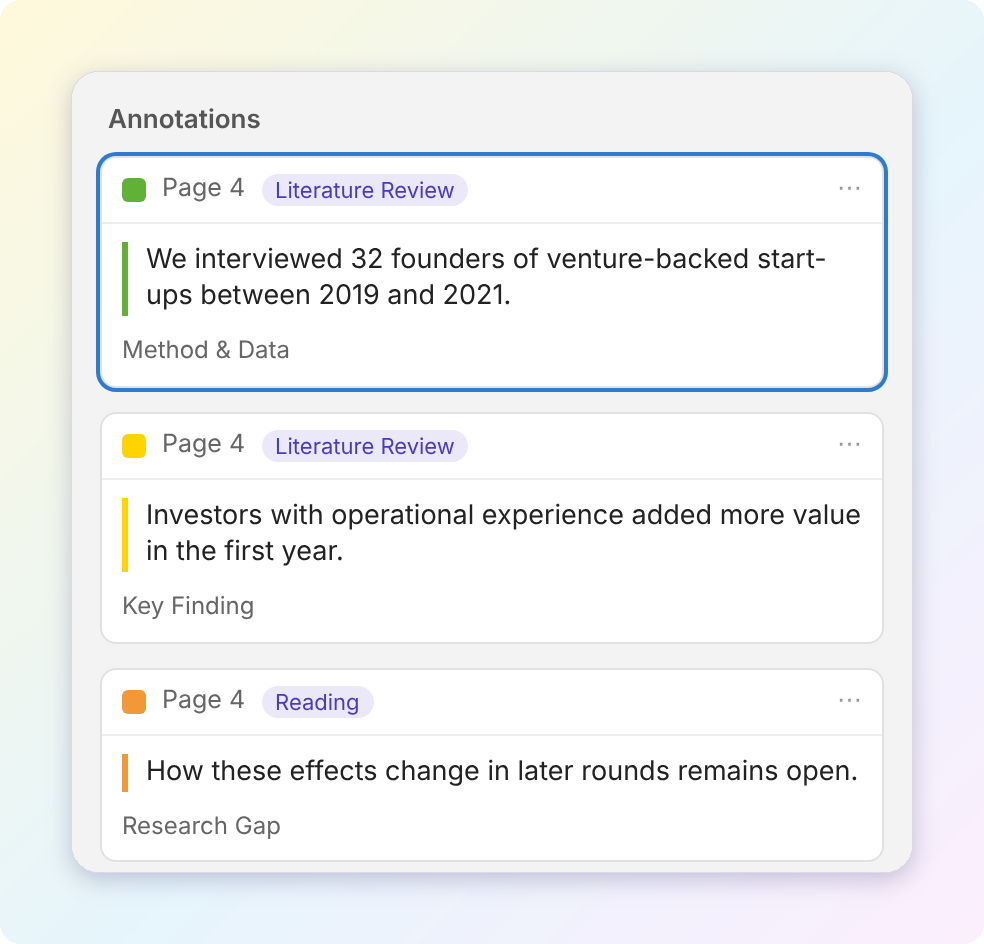 Annotations
Page 4 Literature Review ...
We interviewed 32 founders of venture-backed start-
ups between 2019 and 2021.
Method & Data
Page 4 Literature Review ...
Investors with operational experience added more value
in the first year.
Key Finding
Page 4 Reading ...
How these effects change in later rounds remains open.
Research Gap